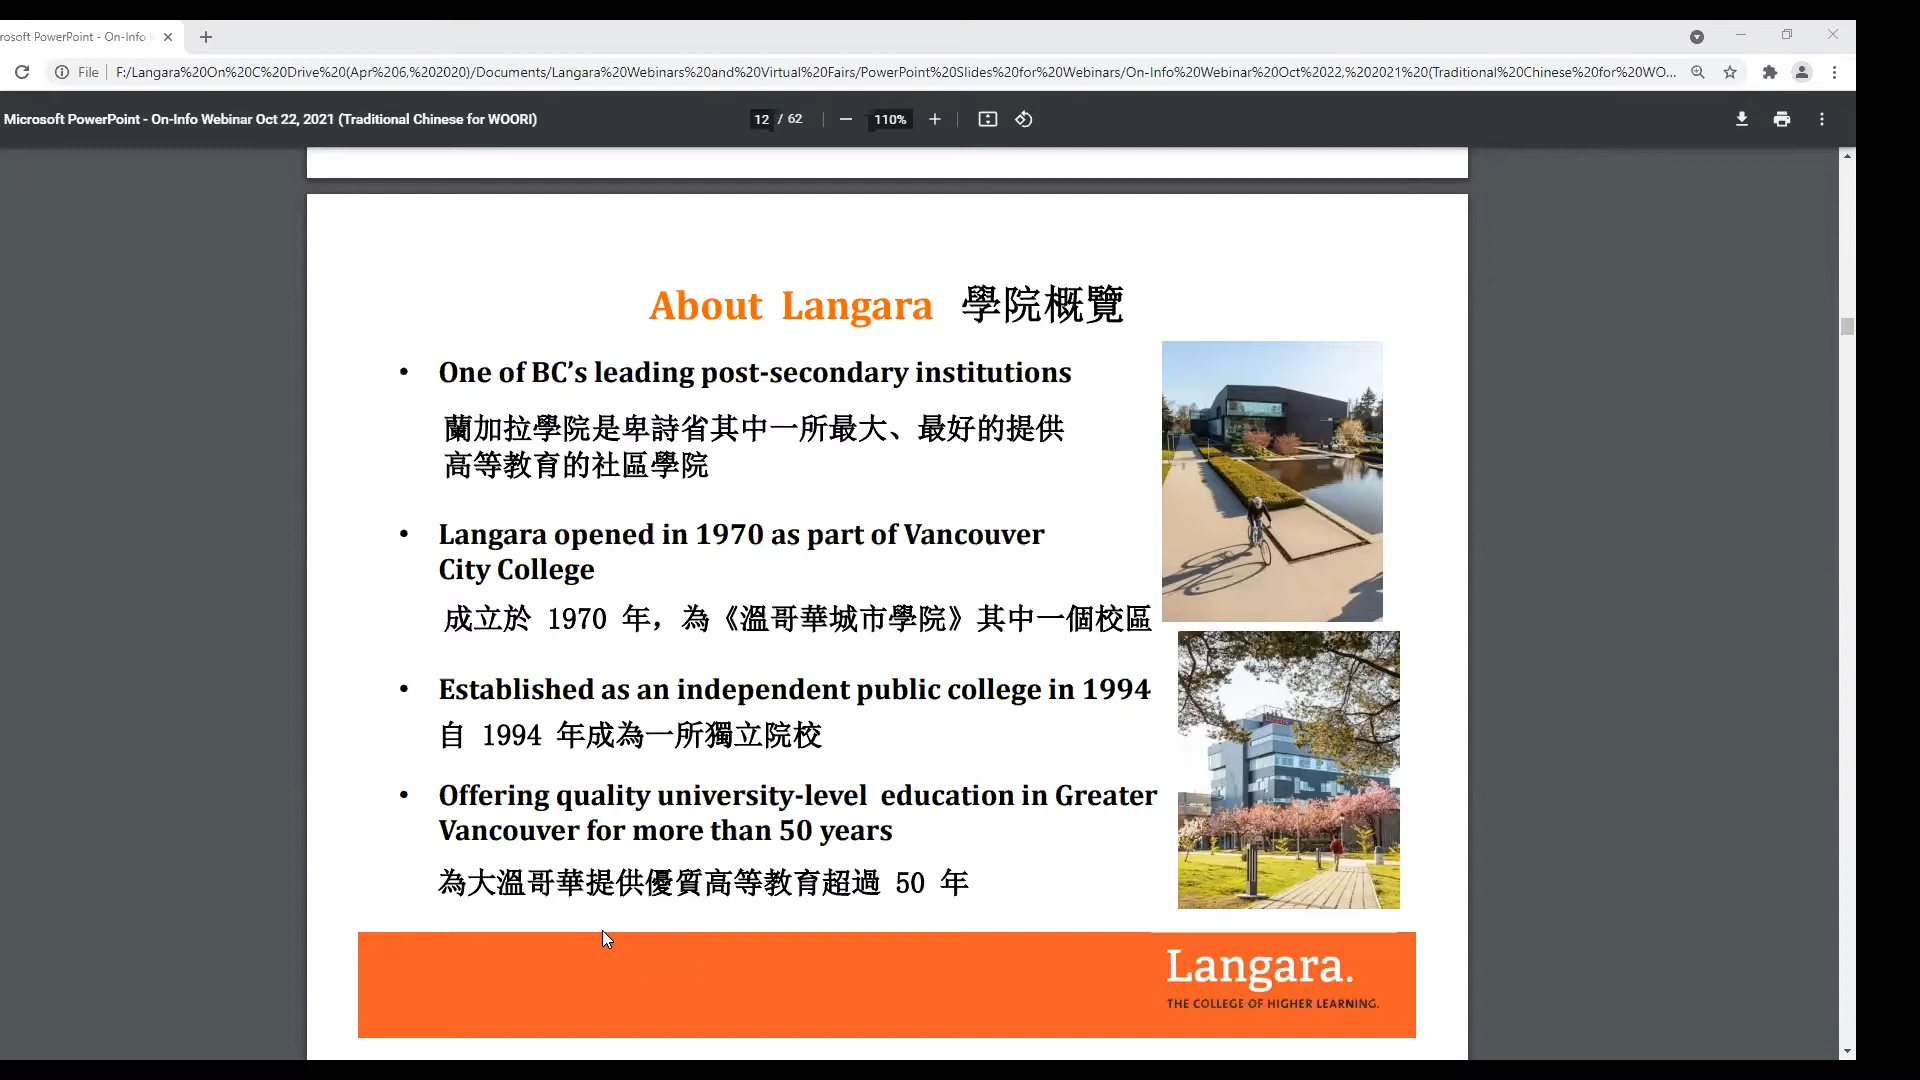 rosoft PowerPoint - On-Info
File
F:/Langara%20On%20C%20Drive%20(Apr%206,%202020)/Documents/Langara%20Webinars%20and%20Virtual%20Fairs/PowerPoint%20Slides%20for%20Webinars/On-Info%20Webinar%20Oct%2022,%202021%20(Traditional%20Chinese%20for%20WO...
Microsoft PowerPoint - On-Info Webinar Oct 22, 2021 (Traditional Chinese for WOORI)
12 / 62
110%
About Langara 學院概覽
• One of BC’s leading post-secondary institutions
蘭加拉學院是卑詩省其中一所最大、最好的提供
高等教育的社區學院
• Langara opened in 1970 as part of Vancouver
City College
成立於 1970 年，為《溫哥華城市學院》其中一個校區
• Established as an independent public college in 1994
自 1994 年成為一所獨立院校
• Offering quality university-level education in Greater
Vancouver for more than 50 years
為大溫哥華提供優質高等教育超過 50 年
Langara.
THE COLLEGE OF HIGHER LEARNING.